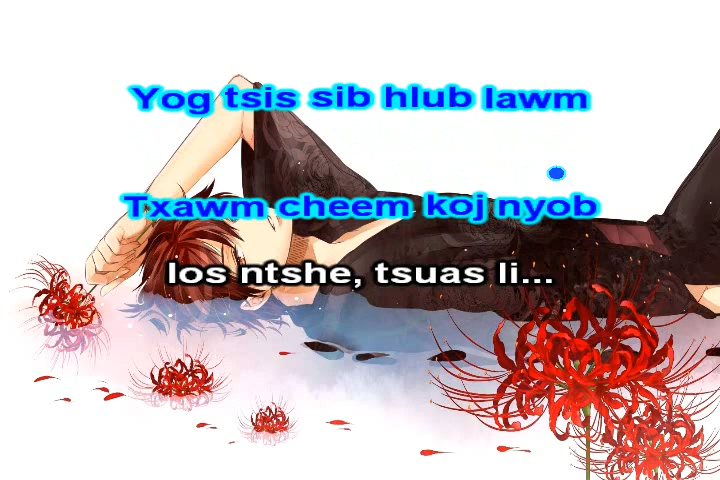 Yog tsis sib hlub lawm
Txawm cheem koj nyob
los ntshe, tsuas li...